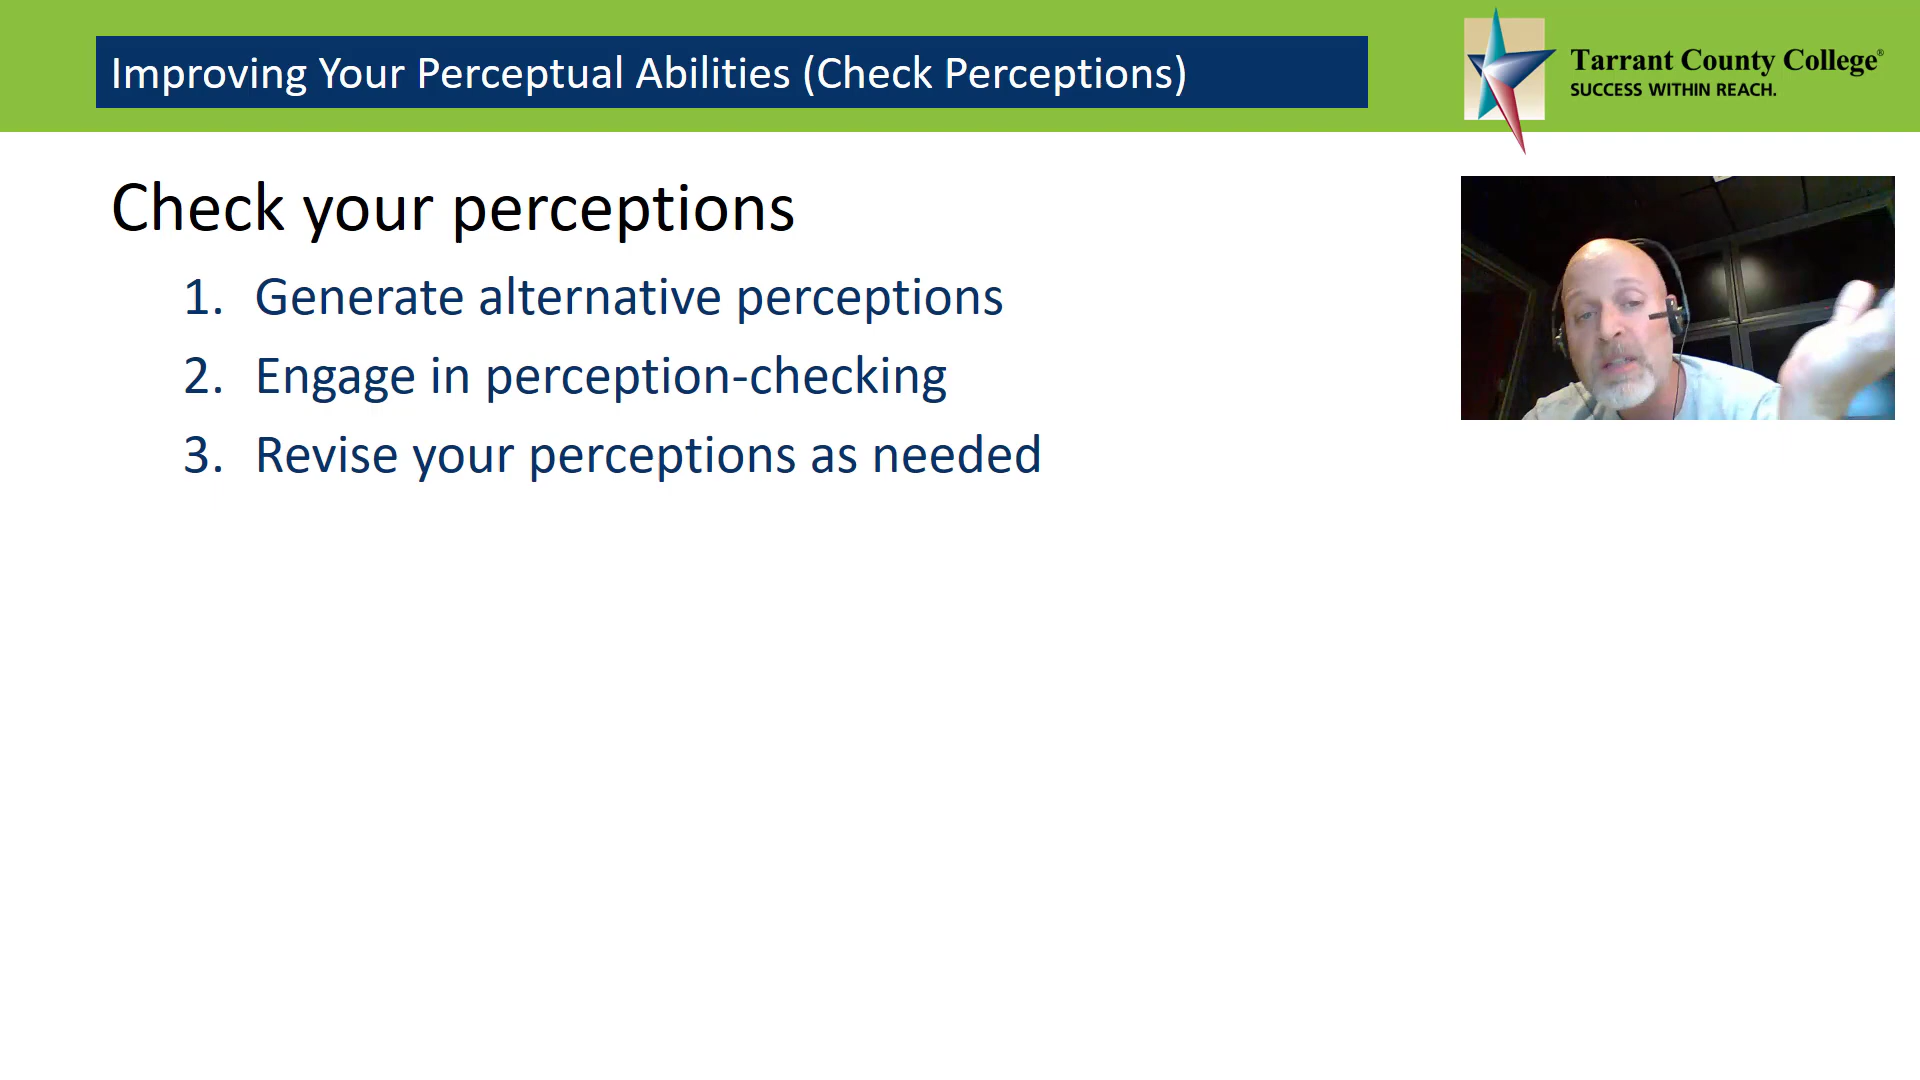 Improving Your Perceptual Abilities (Check Perceptions)
Tarrant County College®
SUCCESS WITHIN REACH.
Check your perceptions
1. Generate alternative perceptions
2. Engage in perception-checking
3. Revise your perceptions as needed